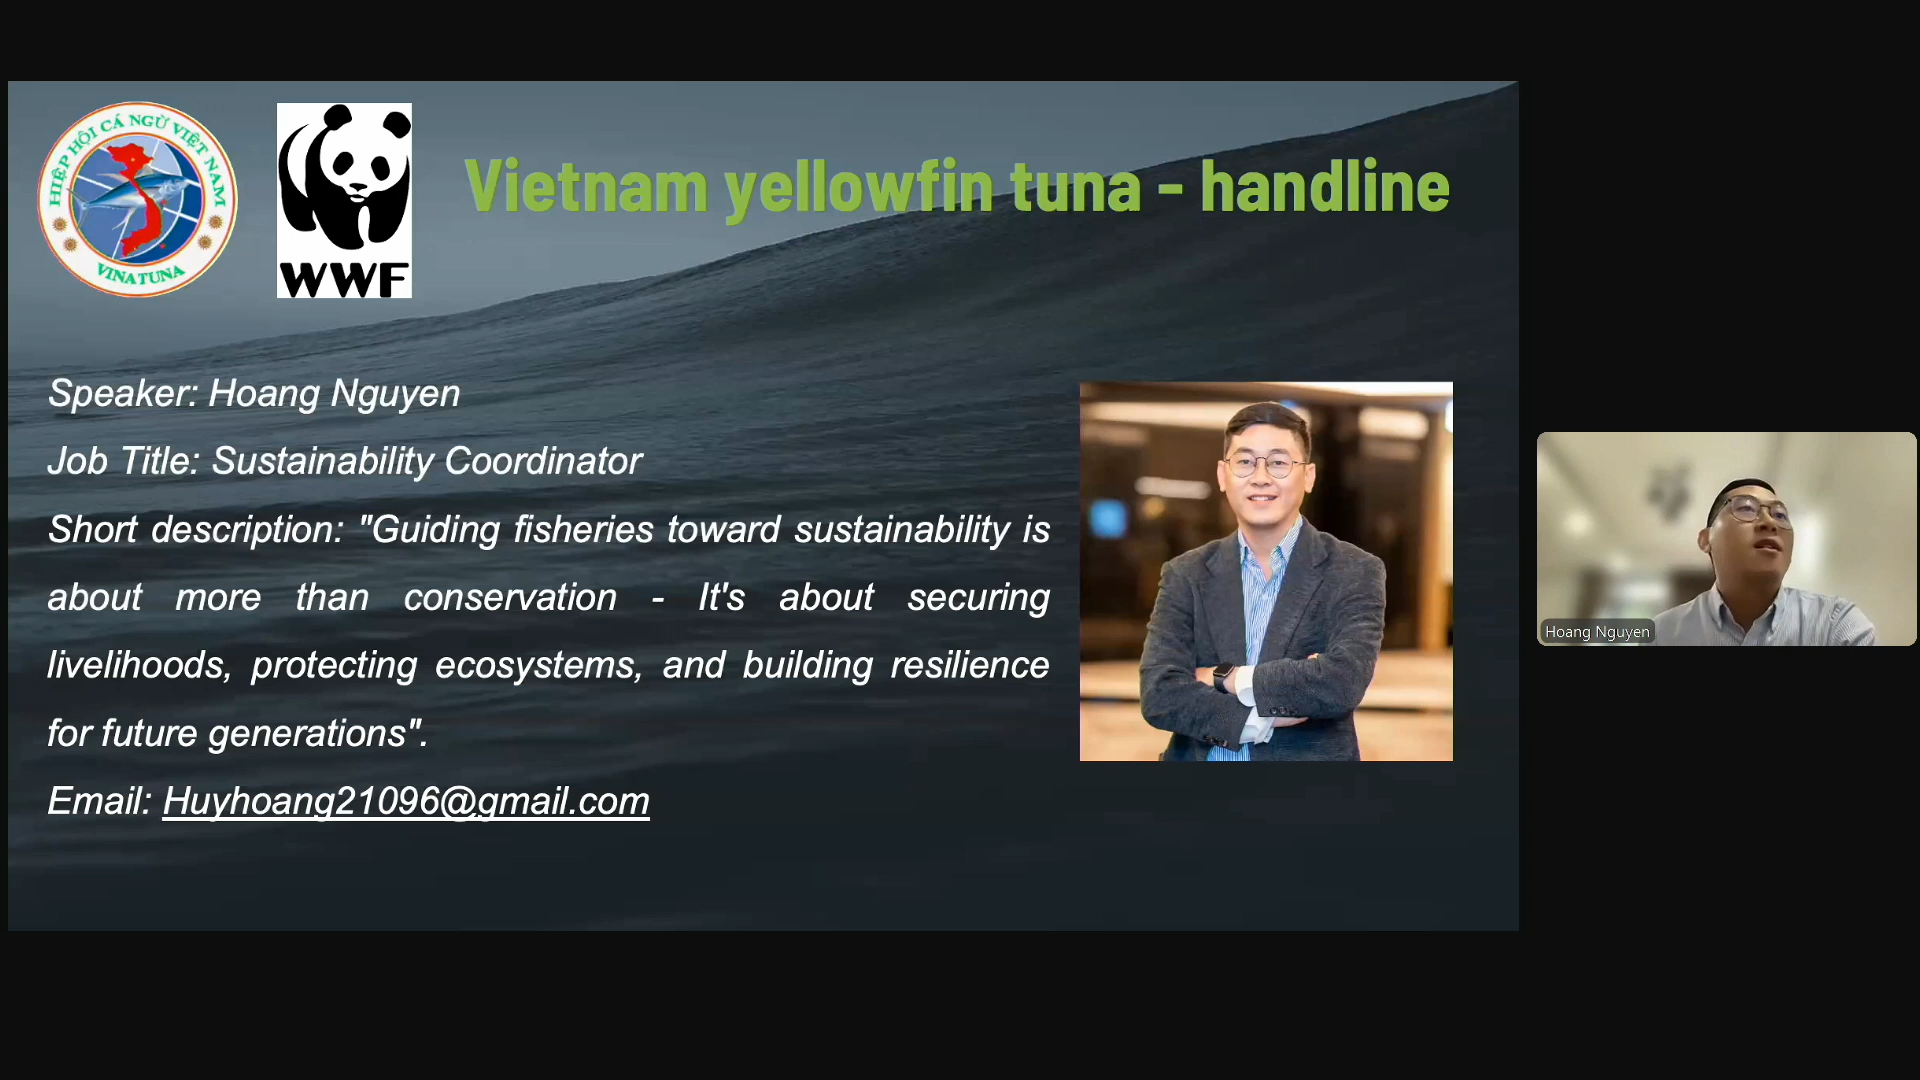 HIỆP HỘI CÁ NGỪ VIỆT NAM
VINATUNA
WWF
Vietnam yellowfin tuna - handline
Speaker: Hoang Nguyen
Job Title: Sustainability Coordinator
Short description: "Guiding fisheries toward sustainability is
about more than conservation - It's about securing
livelihoods, protecting ecosystems, and building resilience
for future generations".
Email: Huyhoang21096@gmail.com
Hoang Nguyen